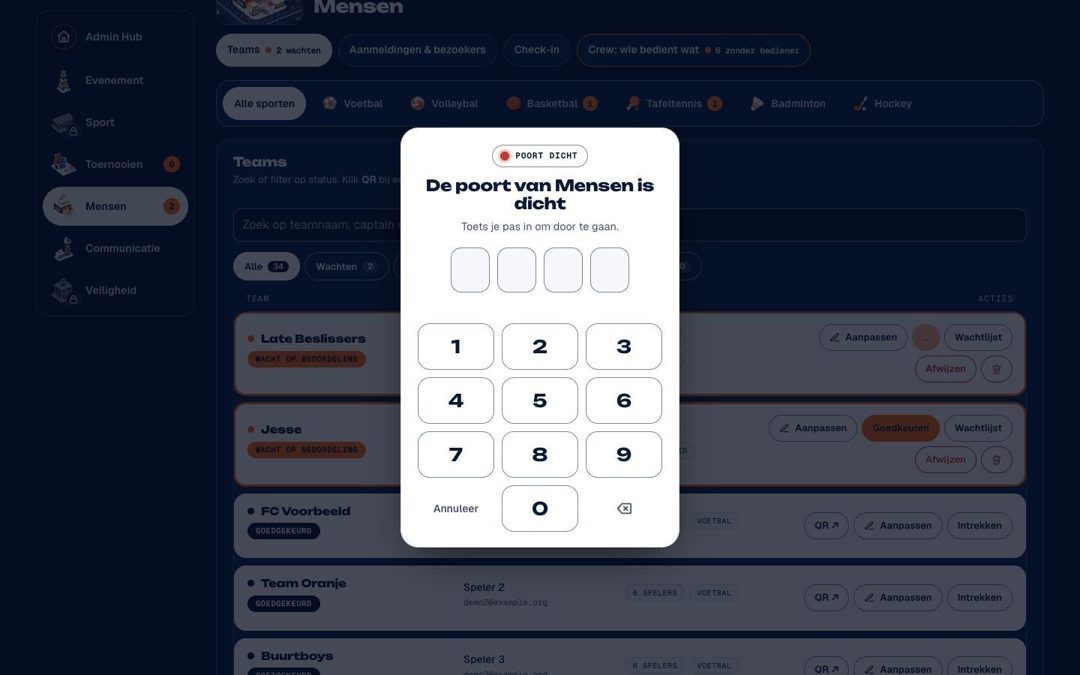 Mensen
Admin Hub
Evenement
Sport
Toernooien 6
Mensen 2
Communicatie
Veiligheid
Teams 2 wachten
Aanmeldingen & bezoekers
Check-in
Crew: wie bedient wat 6 zonder bediener
Alle sporten
Voetbal
Volleybal
Basketbal 1
Tafeltennis 1
Badminton
Hockey
Teams
Zoek of filter op status. Klik QR bij
Zoek op teamnaam, captain
Alle 34
Wachten 2
TEAM
ACTIES
Late Beslissers
WACHT OP BEOORDELING
Aanpassen
Wachtlijst
Afwijzen
Jesse
WACHT OP BEOORDELING
Aanpassen
Goedkeuren
Wachtlijst
Afwijzen
FC Voorbeeld
GOEDGEKEURD
VOETBAL
QR ↗
Aanpassen
Intrekken
Team Oranje
GOEDGEKEURD
Speler 2
demo2@example.org
6 SPELERS
VOETBAL
QR ↗
Aanpassen
Intrekken
Buurtboys
GOEDGEKEURD
Speler 3
6 SPELERS
VOETBAL
QR ↗
Aanpassen
Intrekken
POORT DICHT
De poort van Mensen is
dicht
Toets je pas in om door te gaan.
1 2 3
4 5 6
7 8 9
Annuleer 0